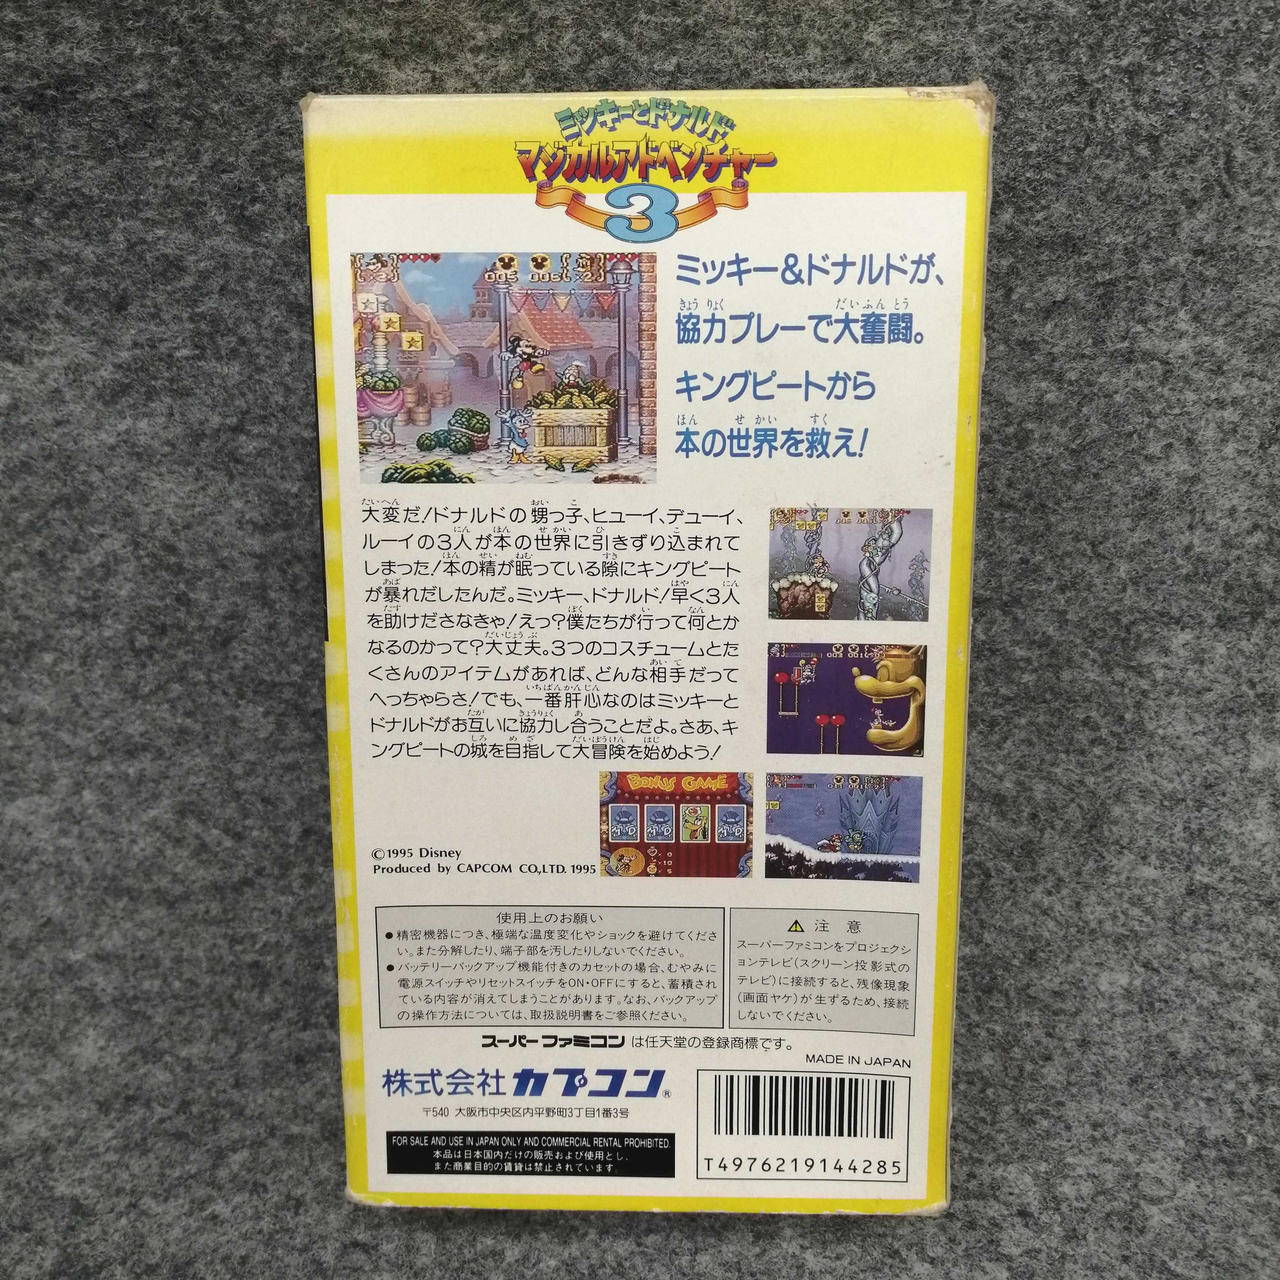 ミッキーとドナルド
マジカルアドベンチャー
3
ミッキー&ドナルドが、
協力プレーで大奮闘。
キングピートから
本の世界を救え!
大変だ!ドナルドの甥っ子、ヒューイ、デューイ、
ルーイの3人が本の世界に引きずり込まれて
しまった!本の精が眠っている隙にキングピート
が暴れだしたんだ。ミッキー、ドナルド!早く3人
を助けださなきゃ!えっ?僕たちが行って何とか
なるのかって?大丈夫。3つのコスチュームとた
くさんのアイテムがあれば、どんな相手だって
へっちゃらさ!でも、一番肝心なのはミッキーと
ドナルドがお互いに協力し合うことだよ。さあ、キ
ングピートの城を目指して大冒険を始めよう!
BONUS GAME
©1995 Disney
Produced by CAPCOM CO.,LTD. 1995
使用上のお願い
●精密機器につき、極端な温度変化やショックを避けてくださ
い。また分解したり、端子部を汚したりしないでください。
●バッテリーバックアップ機能付きのカセットの場合、むやみに
電源スイッチやリセットスイッチをON・OFFにすると、蓄積され
ている内容が消えてしまうことがあります。なお、バックアップ
の操作方法については、取扱説明書をご参照ください。
⚠注意
スーパーファミコンをプロジェクシ
ョンテレビ(スクリーン投影式の
テレビ)に接続すると、残像現象
(画面ヤケ)が生ずるため、接続
しないでください。
スーパーファミコンは任天堂の登録商標です。
MADE IN JAPAN
株式会社カプコン®
〒540 大阪市中央区内平野町3丁目1番3号
FOR SALE AND USE IN JAPAN ONLY AND COMMERCIAL RENTAL PROHIBITED.
本品は日本国内だけの販売および使用とし、
また商業目的の賃貸は禁止されています。
T4976219144285